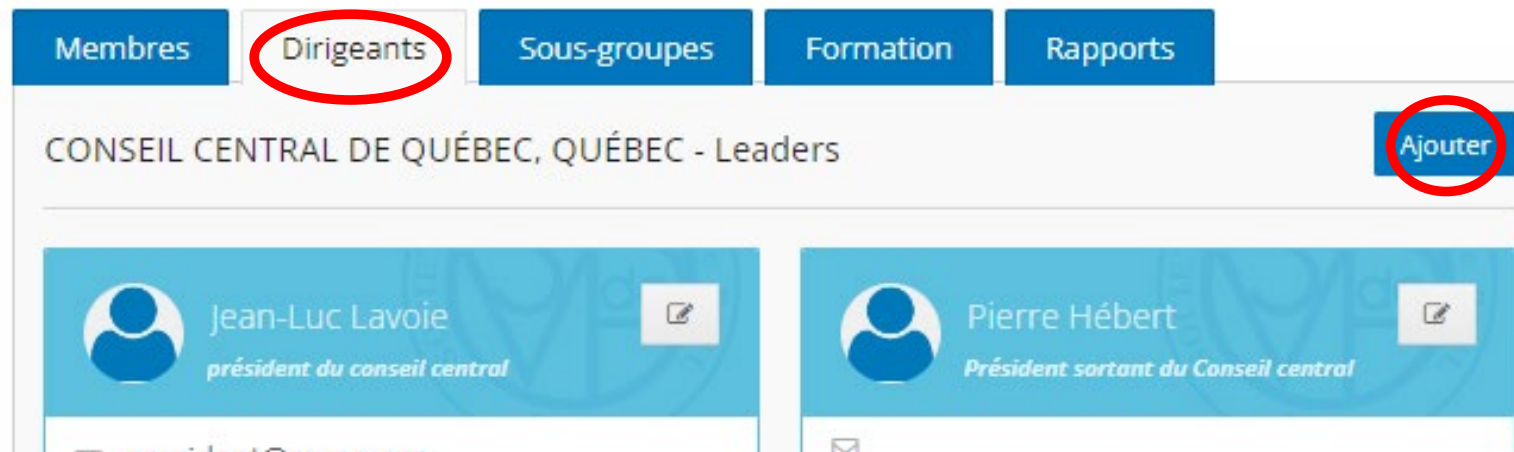 Membres Dirigeants Sous-groupes Formation Rapports
CONSEIL CENTRAL DE QUÉBEC, QUÉBEC - Leaders
Ajouter
Jean-Luc Lavoie
président du conseil central
Pierre Hébert
Président sortant du Conseil central